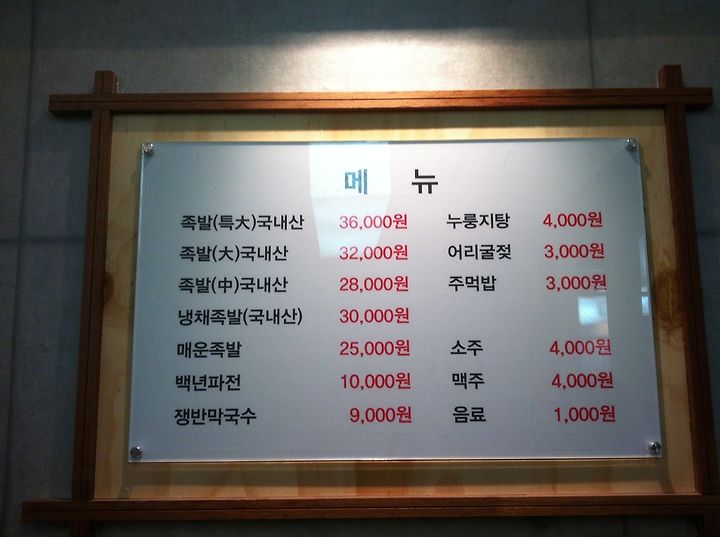 메 뉴
족발(특大)국내산 36,000원
족발(大)국내산 32,000원
족발(中)국내산 28,000원
냉채족발(국내산) 30,000원
매운족발 25,000원
백년파전 10,000원
쟁반막국수 9,000원
누룽지탕 4,000원
어리굴젓 3,000원
주먹밥 3,000원
소주 4,000원
맥주 4,000원
음료 1,000원